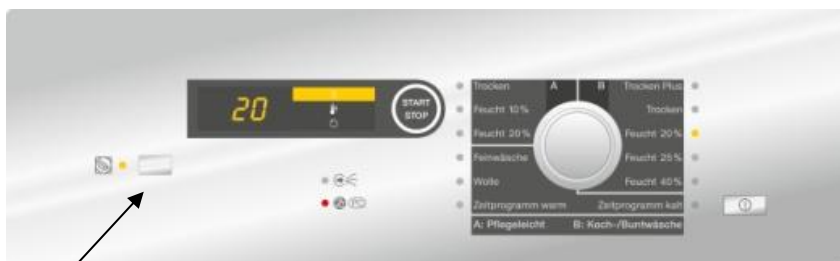 20
START
STOP
PC
Trocken
Feucht 10%
Feucht 20%
Feinwäsche
Wolle
Zeitprogramm warm
A
B
Trocken Plus
Trocken
Feucht 20%
Feucht 25%
Feucht 40%
Zeitprogramm kalt
A: Pflegeleicht
B: Koch-/Buntwäsche